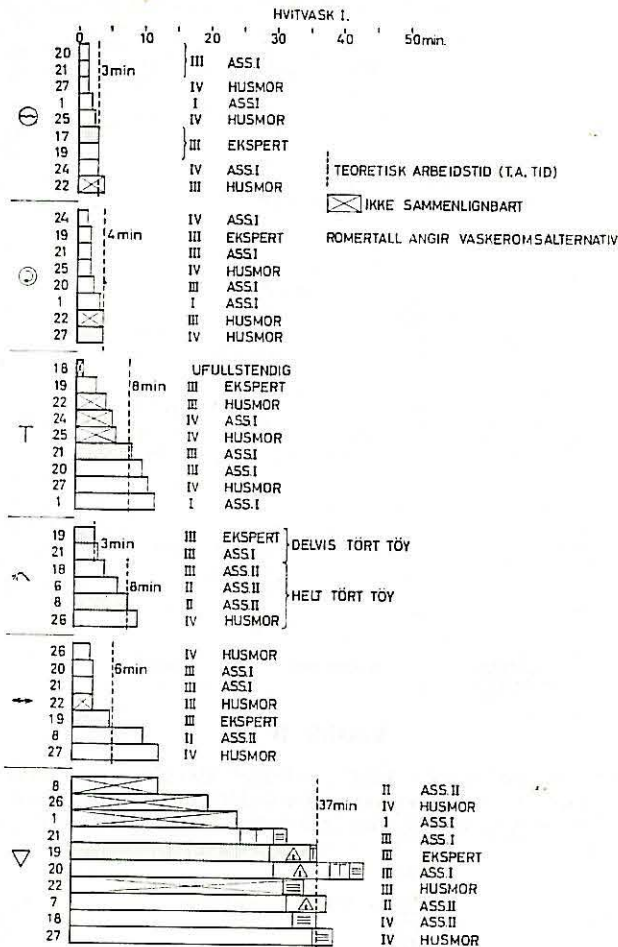 HVITVASK I.
0 10 20 30 40 50 min.
20
21 III ASS.I
3min
27 IV HUSMOR
1 I ASSI
25 IV HUSMOR
17
19 III EKSPERT
24 IV ASS.I
22 III HUSMOR
TEORETISK ARBEIDSTID (T.A. TID)
IKKE SAMMENLIGNBART
ROMERTALL ANGIR VASKEROMSALTERNATIV
24 IV ASS.I
19 4min III EKSPERT
21 III ASS.I
25 IV HUSMOR
20 III ASS.I
1 I ASS.I
22 III HUSMOR
27 IV HUSMOR
18 UFULLSTENDIG
19 8min III EKSPERT
22 III HUSMOR
24 IV ASS.I
25 IV HUSMOR
21 III ASS.I
20 III ASS.I
27 IV HUSMOR
1 I ASS.I
19 3min III EKSPERT
21 III ASS.I
DELVIS TÖRT TÖY
18 III ASS.II
6 8min II ASS.II
8 II ASS.II
26 IV HUSMOR
HELT TÖRT TÖY
26 IV HUSMOR
20 6min III ASS.I
21 III ASS.I
22 III HUSMOR
19 III EKSPERT
8 II ASS.II
27 IV HUSMOR
8 II ASS.II
26 37min IV HUSMOR
1 I ASS.I
21 III ASS.I
19 III EKSPERT
20 III ASS.I
22 III HUSMOR
7 II ASS.II
18 IV ASS.II
27 IV HUSMOR